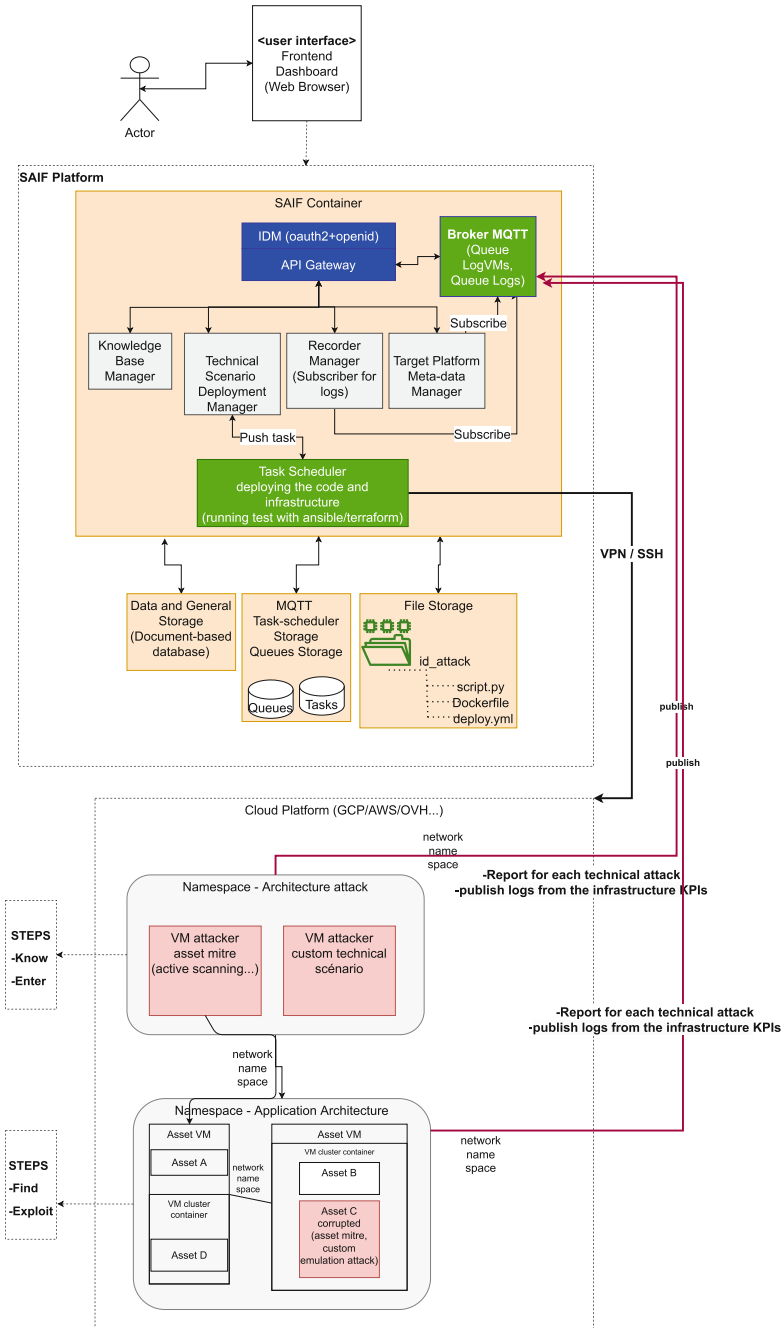 <user interface>
Frontend
Dashboard
(Web Browser)
Actor
SAIF Platform
SAIF Container
IDM (oauth2+openid)
API Gateway
Broker MQTT
(Queue
LogVMs,
Queue Logs)
Subscribe
Knowledge
Base
Manager
Technical
Scenario
Deployment
Manager
Recorder
Manager
(Subscriber for
logs)
Target Platform
Meta-data
Manager
Push task
Subscribe
Task Scheduler
deploying the code and
infrastructure
(running test with ansible/terraform)
VPN / SSH
Data and General
Storage
(Document-based
database)
MQTT
Task-scheduler
Storage
Queues Storage
Queues
Tasks
File Storage
id_attack
script.py
Dockerfile
deploy.yml
publish
publish
Cloud Platform (GCP/AWS/OVH...)
network
name
space
-Report for each technical attack
-publish logs from the infrastructure KPIs
Namespace - Architecture attack
STEPS
-Know
-Enter
VM attacker
asset mitre
(active scanning...)
VM attacker
custom technical
scénario
-Report for each technical attack
-publish logs from the infrastructure KPIs
network
name
space
Namespace - Application Architecture
STEPS
-Find
-Exploit
Asset VM
Asset A
VM cluster
container
Asset D
network
name
space
Asset VM
VM cluster container
Asset B
Asset C
corrupted
(asset mitre,
custom
emulation attack)
network
name
space